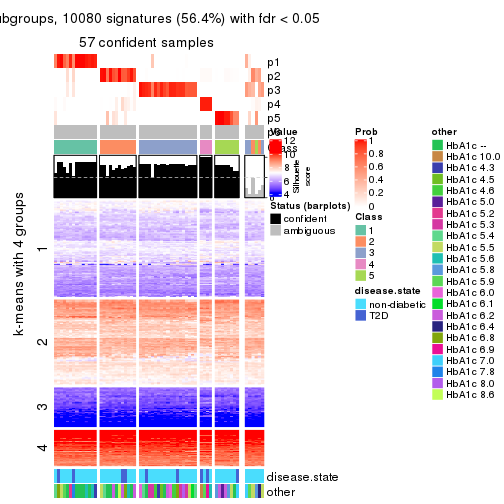 ubgroups, 10080 signatures (56.4%) with fdr < 0.05
57 confident samples
p1
p2
p3
p4
p5
Value
12
10
8
6
4
Class
Silhouette
score
1
0.8
0.6
0.4
0.2
0
Prob
Status (barplots)
confident
ambiguous
Class
1
2
3
4
5
disease.state
non-diabetic
T2D
other
HbA1c --
HbA1c 10.0
HbA1c 4.3
HbA1c 4.5
HbA1c 4.6
HbA1c 5.0
HbA1c 5.2
HbA1c 5.3
HbA1c 5.4
HbA1c 5.5
HbA1c 5.6
HbA1c 5.8
HbA1c 5.9
HbA1c 6.0
HbA1c 6.1
HbA1c 6.2
HbA1c 6.4
HbA1c 6.8
HbA1c 6.9
HbA1c 7.0
HbA1c 7.8
HbA1c 8.0
HbA1c 8.6
k-means with 4 groups
1
2
3
4
disease.state
other